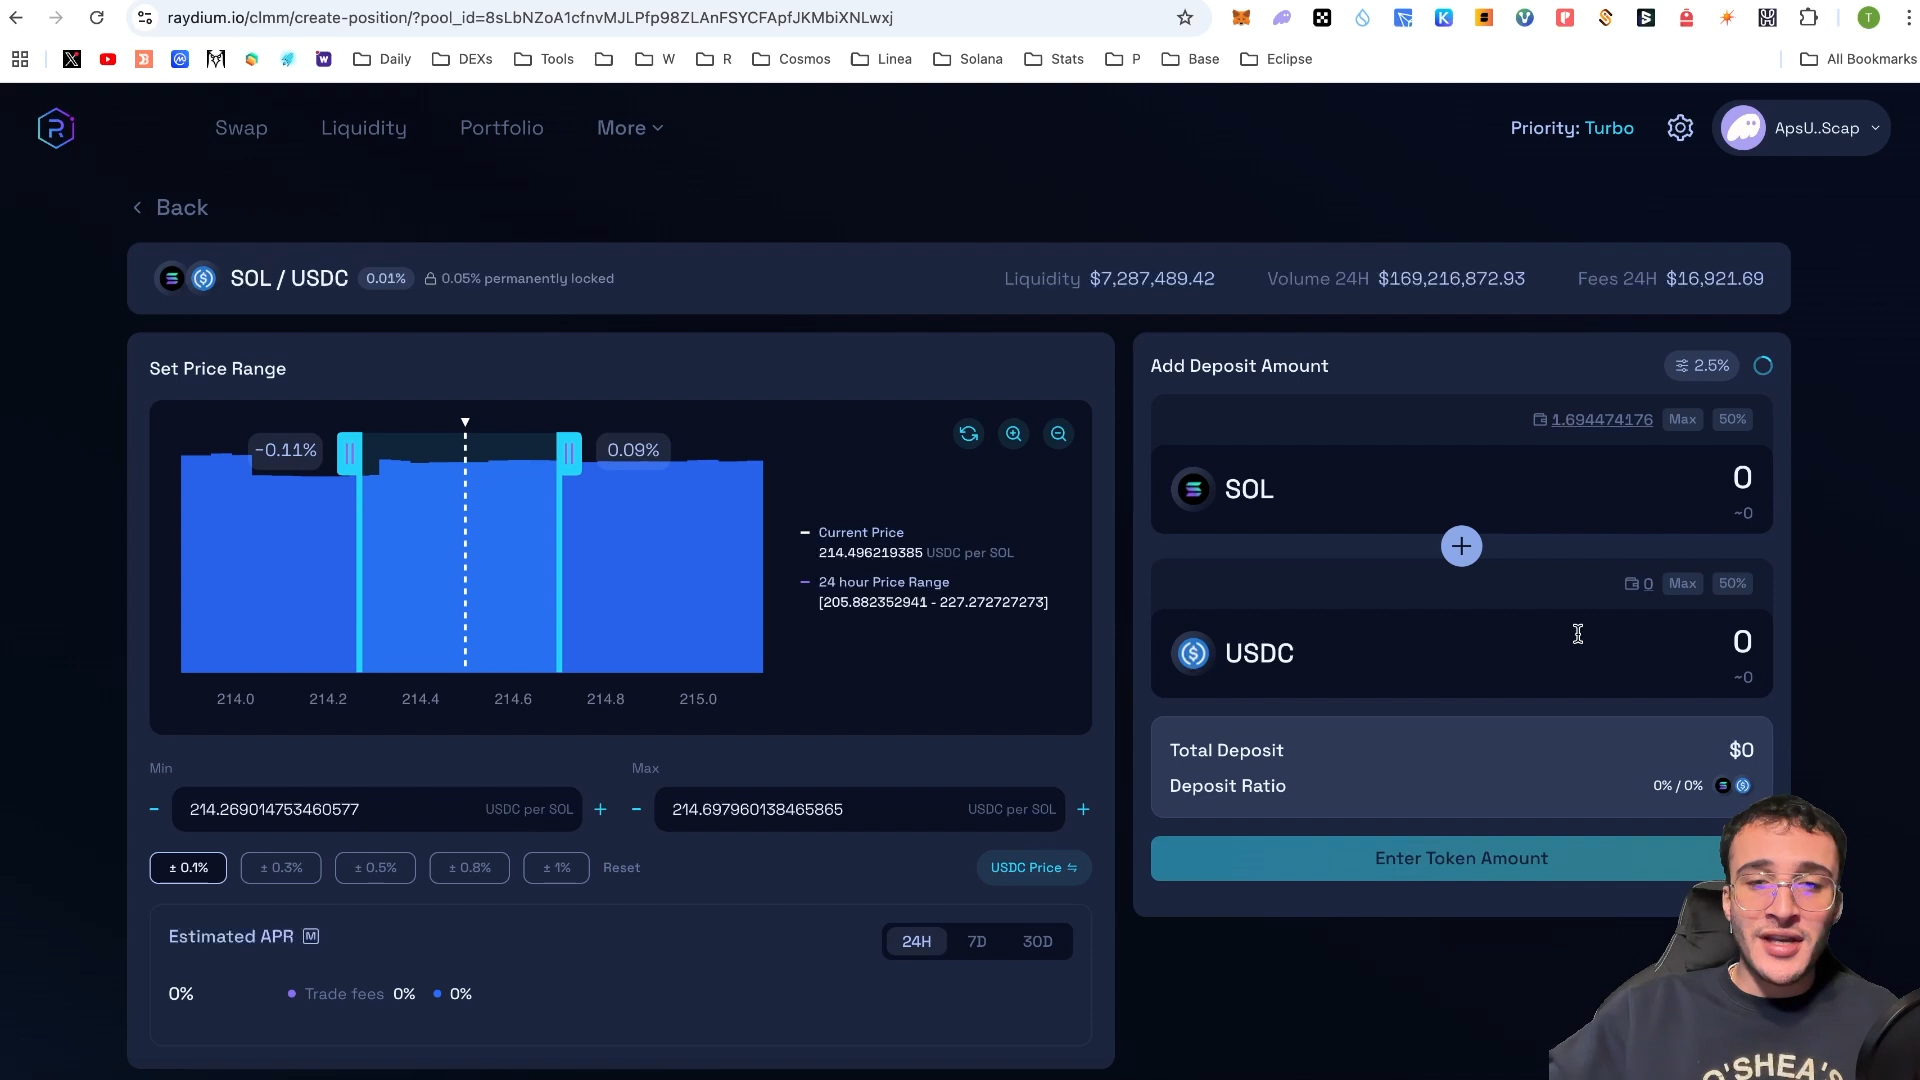 raydium.io/clmm/create-position/?pool_id=8sLbNZoA1cfnvMJLPfp98ZLAnFSYCFApfJKMbiXNLwxj
T
Daily DEXs Tools W R Cosmos Linea Solana Stats P Base Eclipse All Bookmarks
Swap Liquidity Portfolio More Priority: Turbo ApsU..Scap
Back
SOL / USDC 0.01% 0.05% permanently locked Liquidity $7,287,489.42 Volume 24H $169,216,872.93 Fees 24H $16,921.69
Set Price Range
-0.11% 0.09%
Current Price
214.496219385 USDC per SOL
24 hour Price Range
[205.882352941 - 227.272727273]
214.0 214.2 214.4 214.6 214.8 215.0
Min Max
- 214.269014753460577 USDC per SOL + - 214.697960138465865 USDC per SOL +
± 0.1% ± 0.3% ± 0.5% ± 0.8% ± 1% Reset USDC Price
Estimated APR M 24H 7D 30D
0% Trade fees 0% 0%
Add Deposit Amount 2.5%
1.694474176 Max 50%
SOL 0
~0
+
0 Max 50%
USDC 0
~0
Total Deposit $0
Deposit Ratio 0% / 0%
Enter Token Amount
O'SHEA'S